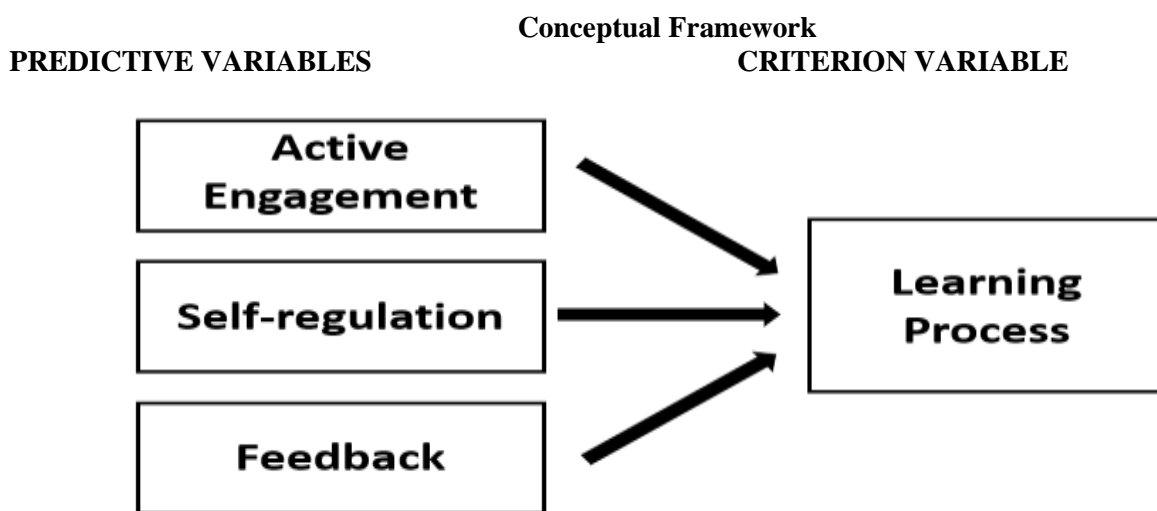 Conceptual Framework
PREDICTIVE VARIABLES
CRITERION VARIABLE
Active
Engagement
Self-regulation
Feedback
Learning
Process